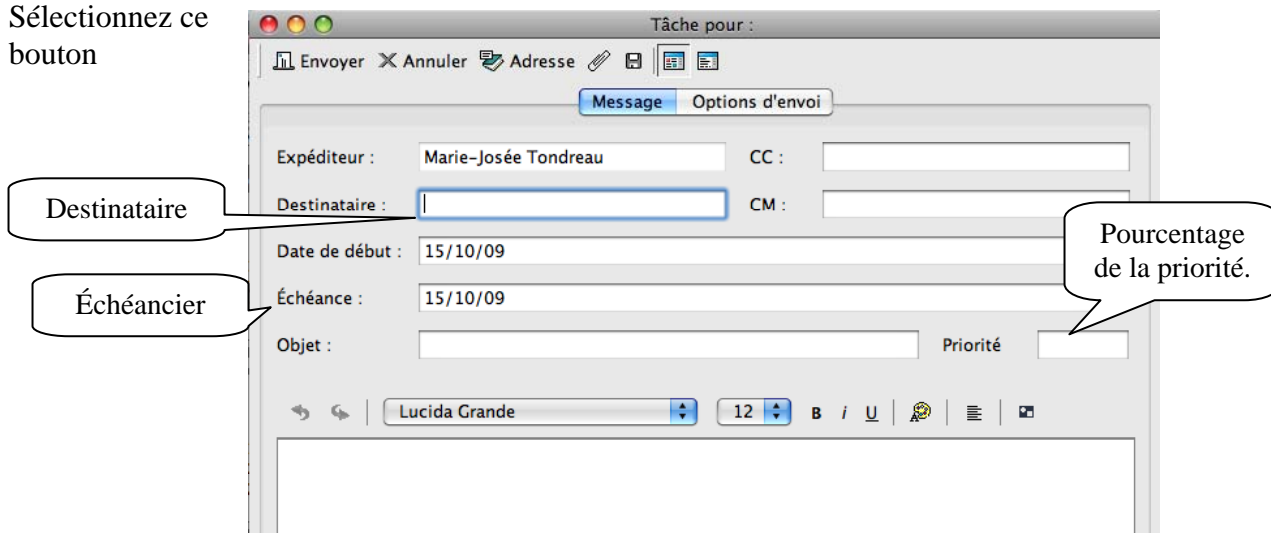 Sélectionnez ce
bouton
Tâche pour :
Envoyer Annuler Adresse
Message Options d'envoi
Expéditeur : Marie-Josée Tondreau CC :
Destinataire
Destinataire : CM :
Pourcentage
de la priorité.
Date de début : 15/10/09
Échéancier
Échéance : 15/10/09
Objet : Priorité
Lucida Grande 12 B i U